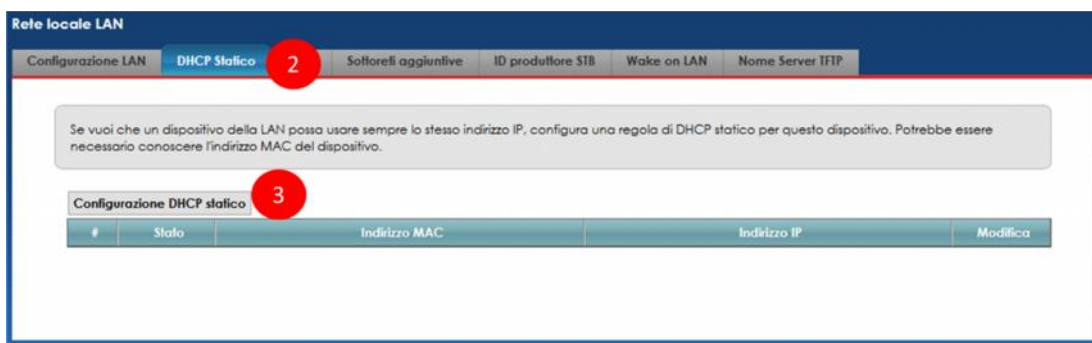 Rete locale LAN
Configurazione LAN DHCP Statico 2 Sottoreti aggiuntive ID produttore STB Wake on LAN Nome Server TFTP
Se vuoi che un dispositivo della LAN possa usare sempre lo stesso indirizzo IP, configura una regola di DHCP statico per questo dispositivo. Potrebbe essere
necessario conoscere l'indirizzo MAC del dispositivo.
Configurazione DHCP statico 3
# Stato Indirizzo MAC Indirizzo IP Modifica